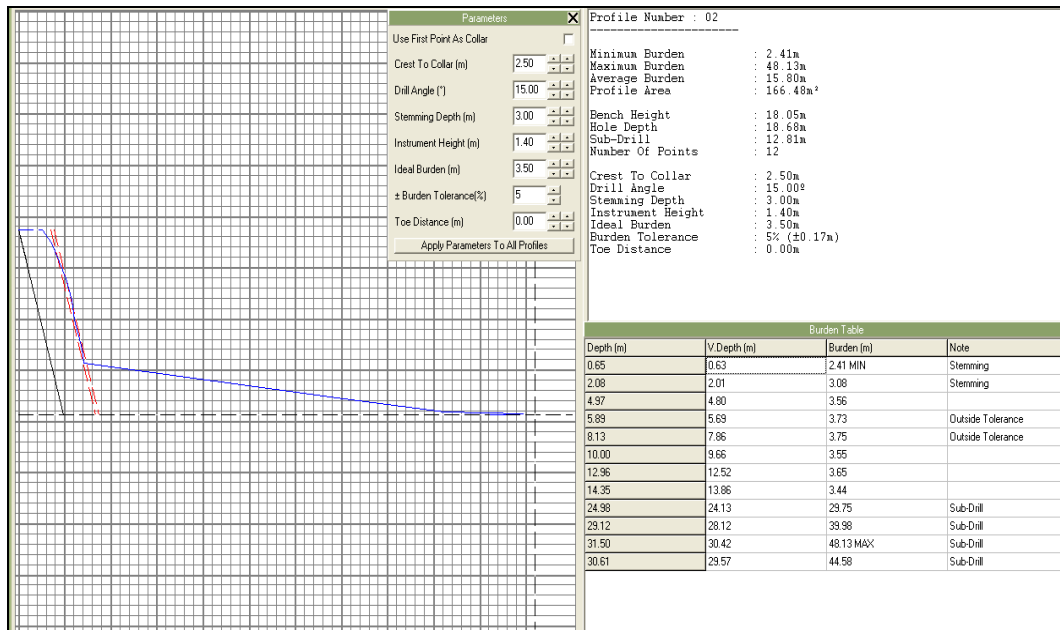 Parameters
Use First Point As Collar
Crest To Collar (m) 2.50
Drill Angle (°) 15.00
Stemming Depth (m) 3.00
Instrument Height (m) 1.40
Ideal Burden (m) 3.50
± Burden Tolerance(%) 5
Toe Distance (m) 0.00
Apply Parameters To All Profiles
Profile Number : 02
-----------------------
Minimum Burden : 2.41m
Maximum Burden : 48.13m
Average Burden : 15.80m
Profile Area : 166.48m²
Bench Height : 18.05m
Hole Depth : 18.68m
Sub-Drill : 12.81m
Number Of Points : 12
Crest To Collar : 2.50m
Drill Angle : 15.00º
Stemming Depth : 3.00m
Instrument Height : 1.40m
Ideal Burden : 3.50m
Burden Tolerance : 5% (±0.17m)
Toe Distance : 0.00m
Burden Table
Depth (m) V.Depth (m) Burden (m) Note
0.65 0.63 2.41 MIN Stemming
2.08 2.01 3.08 Stemming
4.97 4.80 3.56
5.89 5.69 3.73 Outside Tolerance
8.13 7.86 3.75 Outside Tolerance
10.00 9.66 3.55
12.96 12.52 3.65
14.35 13.86 3.44
24.98 24.13 29.75 Sub-Drill
29.12 28.12 39.98 Sub-Drill
31.50 30.42 48.13 MAX Sub-Drill
30.61 29.57 44.58 Sub-Drill